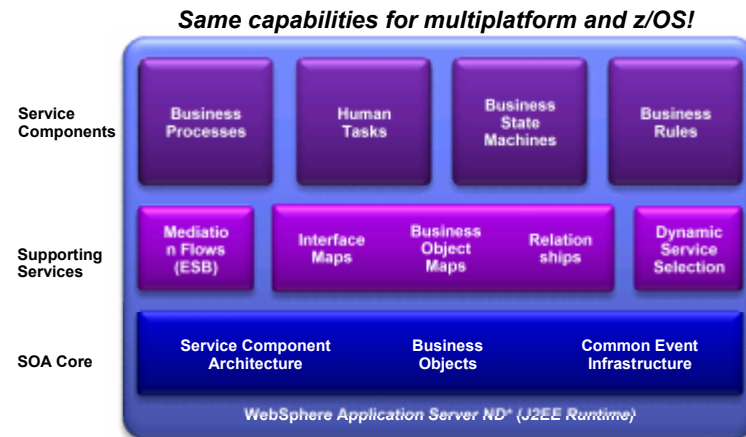 Same capabilities for multiplatform and z/OS!
Service
Components
Business
Processes
Human
Tasks
Business
State
Machines
Business
Rules
Supporting
Services
Mediatio
n Flows
(ESB)
Interface
Maps
Business
Object
Maps
Relation
ships
Dynamic
Service
Selection
SOA Core
Service Component
Architecture
Business
Objects
Common Event
Infrastructure
WebSphere Application Server ND* (J2EE Runtime)